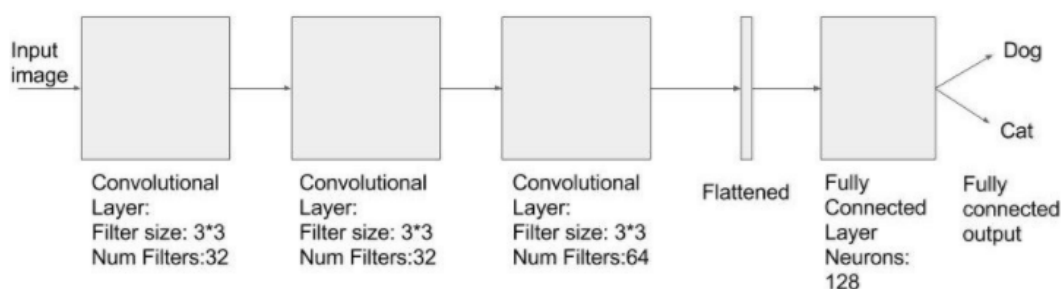 Input
image
Convolutional
Layer:
Filter size: 3*3
Num Filters:32
Convolutional
Layer:
Filter size: 3*3
Num Filters:32
Convolutional
Layer:
Filter size: 3*3
Num Filters:64
Flattened
Fully
Connected
Layer
Neurons:
128
Dog
Cat
Fully
connected
output